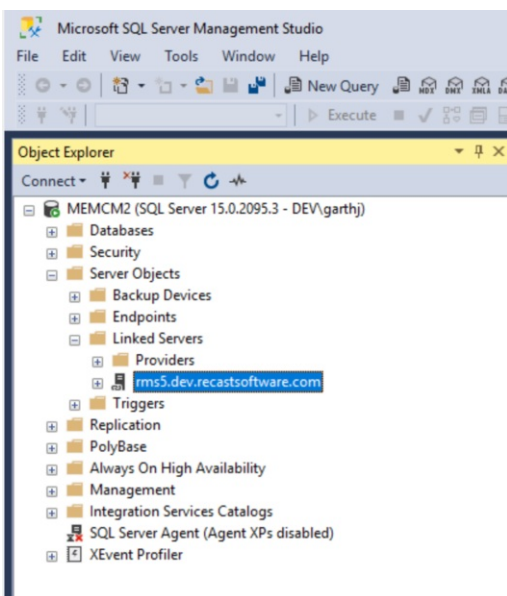 Microsoft SQL Server Management Studio
File Edit View Tools Window Help
New Query MDX DMX XMLA
Execute
Object Explorer
Connect
MEMCM2 (SQL Server 15.0.2095.3 - DEV\garthj)
Databases
Security
Server Objects
Backup Devices
Endpoints
Linked Servers
Providers
rms5.dev.recastsoftware.com
Triggers
Replication
PolyBase
Always On High Availability
Management
Integration Services Catalogs
SQL Server Agent (Agent XPs disabled)
XEvent Profiler